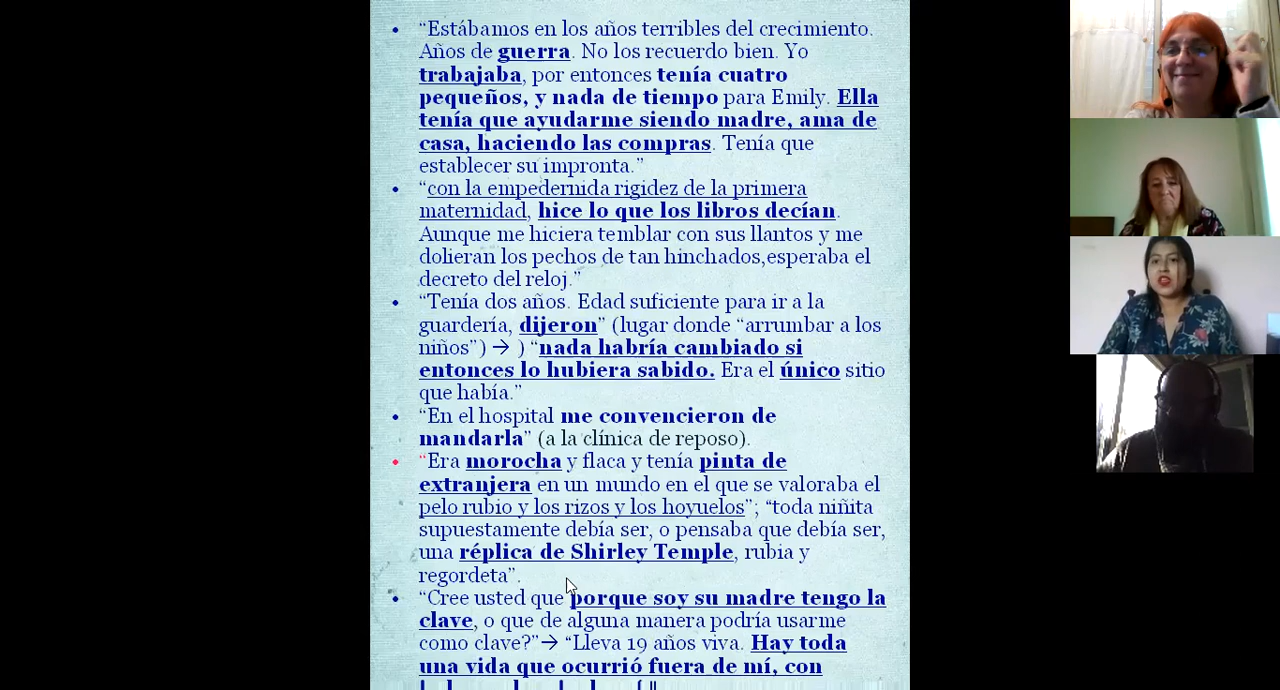 “Estábamos en los años terribles del crecimiento.
Años de guerra. No los recuerdo bien. Yo
trabajaba, por entonces tenía cuatro
pequeños, y nada de tiempo para Emily. Ella
tenía que ayudarme siendo madre, ama de
casa, haciendo las compras. Tenía que
establecer su impronta.”
“con la empedernida rigidez de la primera
maternidad, hice lo que los libros decían.
Aunque me hiciera temblar con sus llantos y me
dolieran los pechos de tan hinchados,esperaba el
decreto del reloj.”
“Tenía dos años. Edad suficiente para ir a la
guardería, dijeron” (lugar donde “arrumbar a los
niños”) → ) “nada habría cambiado si
entonces lo hubiera sabido. Era el único sitio
que había.”
“En el hospital me convencieron de
mandarla” (a la clínica de reposo).
“Era morocha y flaca y tenía pinta de
extranjera en un mundo en el que se valoraba el
pelo rubio y los rizos y los hoyuelos”; “toda niñita
supuestamente debía ser, o pensaba que debía ser,
una réplica de Shirley Temple, rubia y
regordeta”.
“Cree usted que porque soy su madre tengo la
clave, o que de alguna manera podría usarme
como clave?”→ Lleva 19 años viva. Hay toda
una vida que ocurrió fuera de mí, con